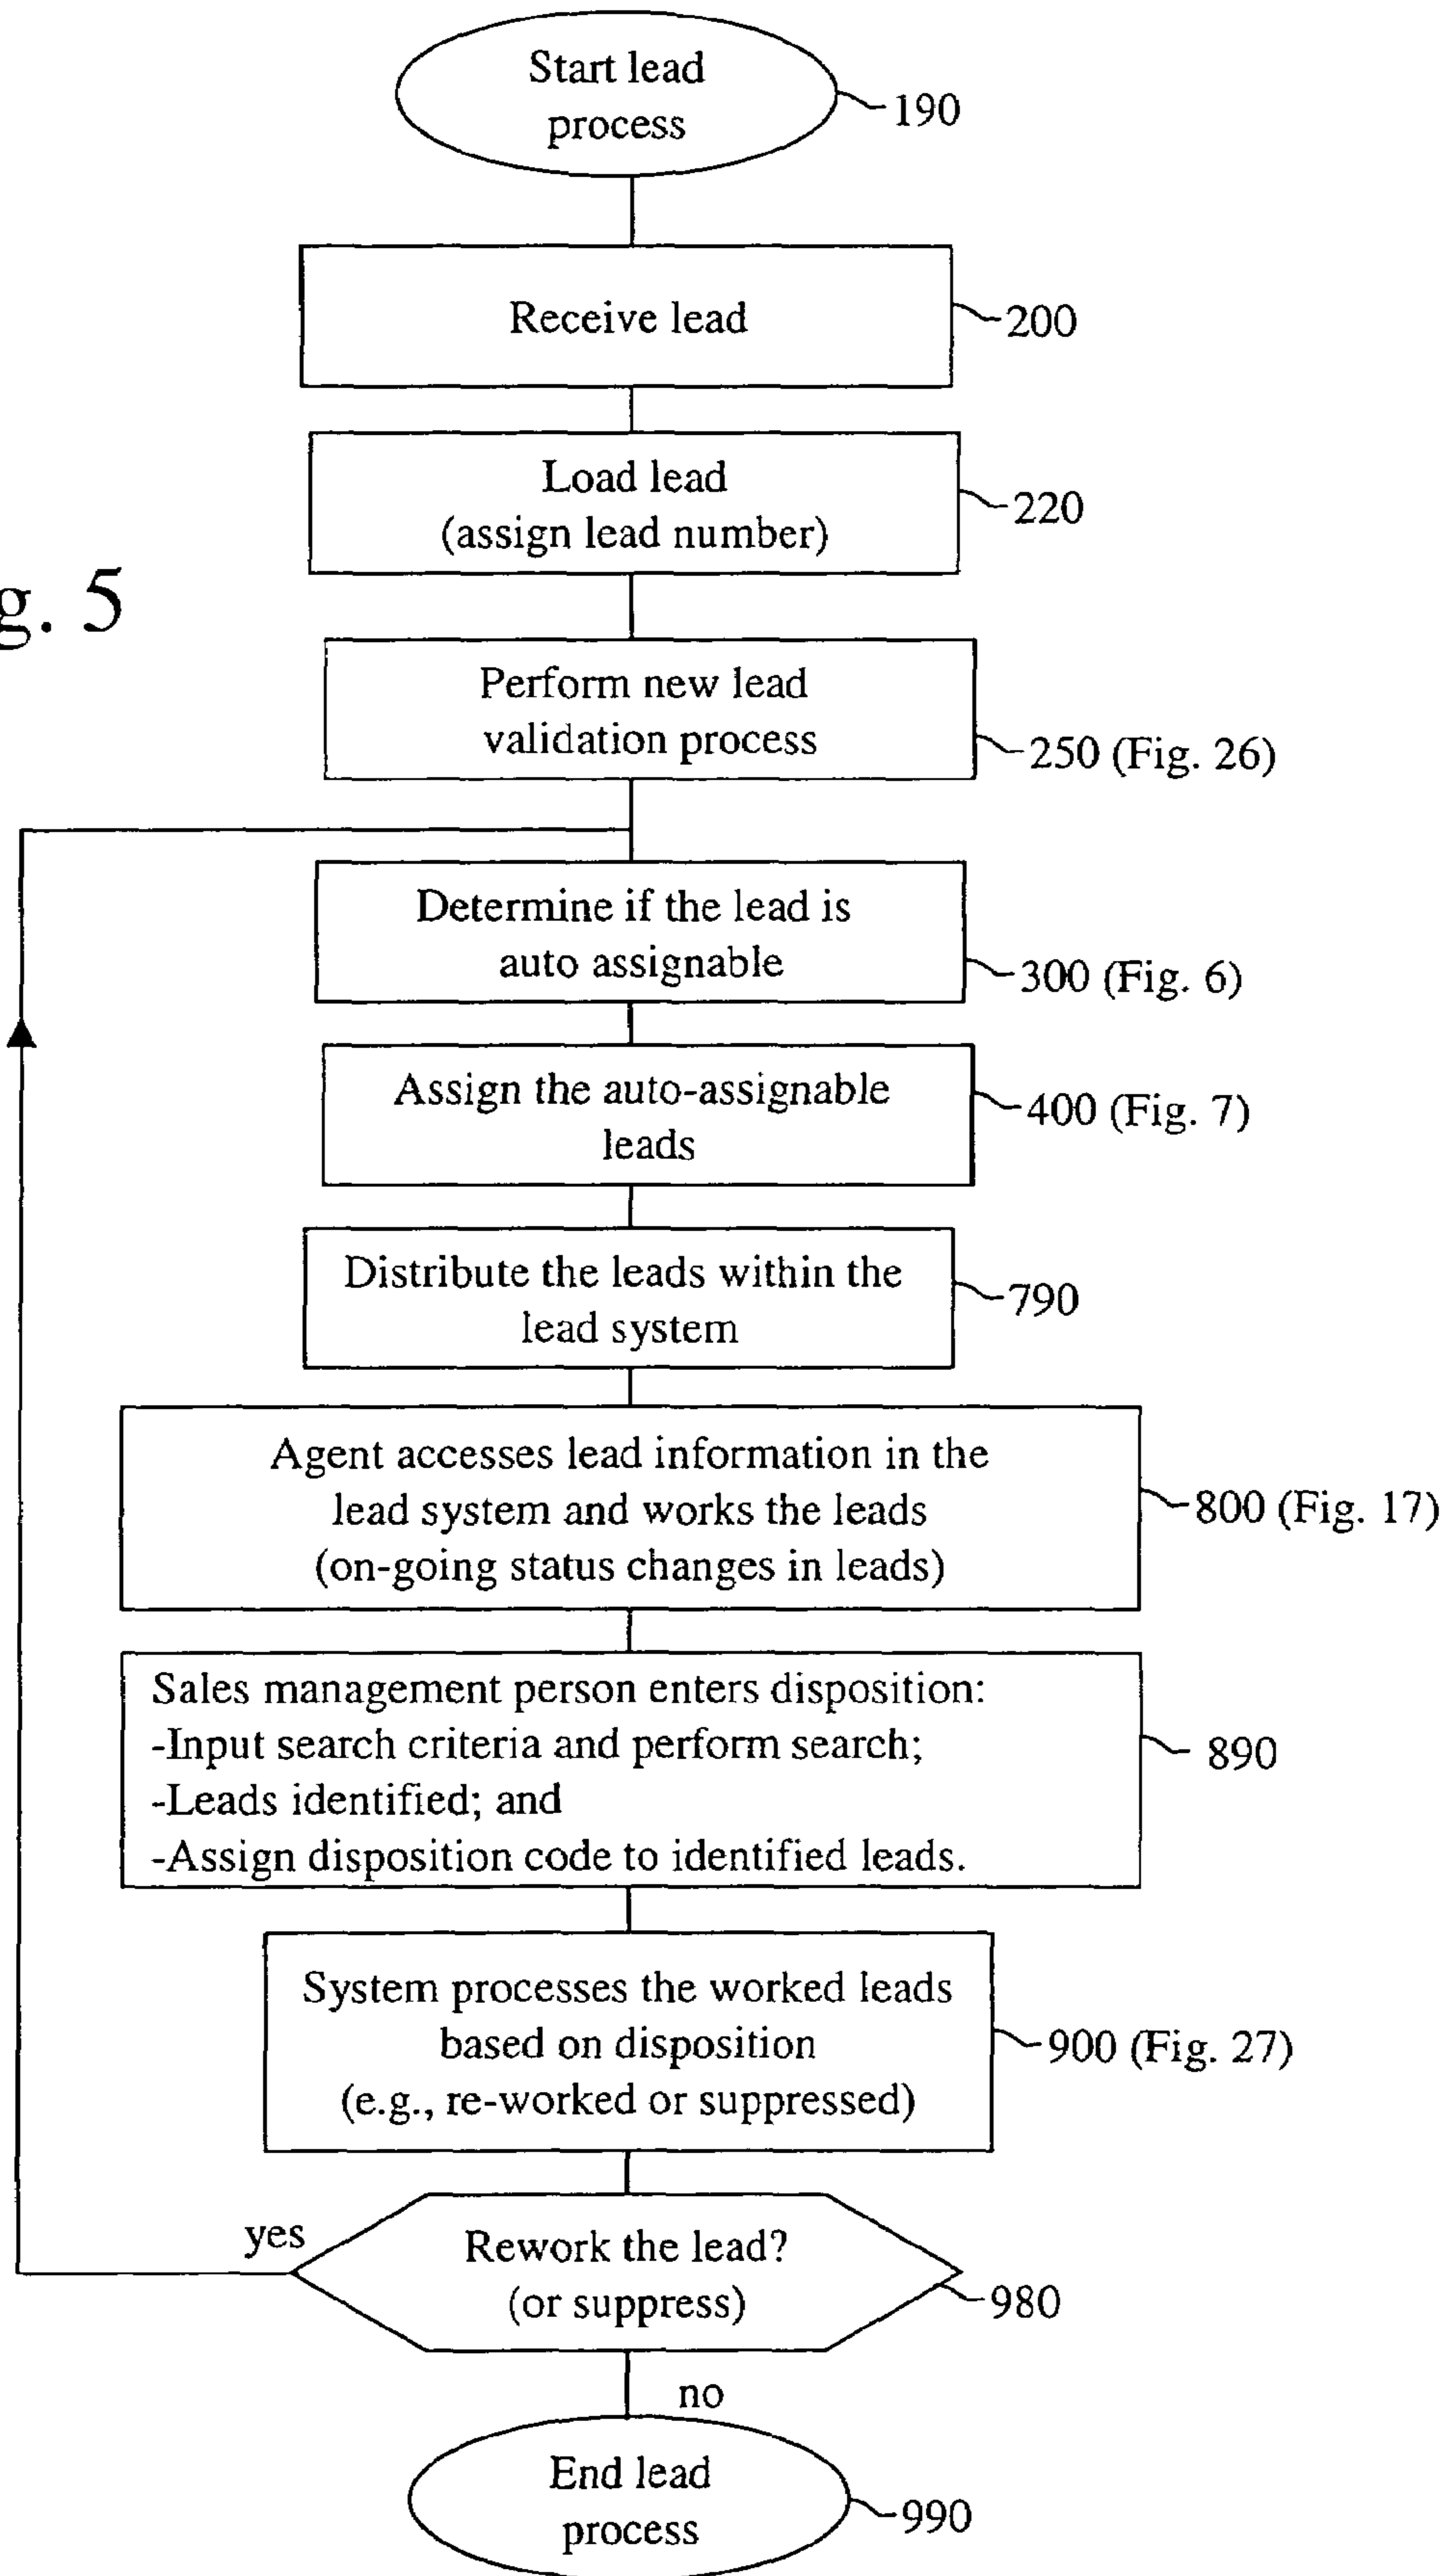 Start lead
process
190
Receive lead
200
Load lead
(assign lead number)
220
g. 5
Perform new lead
validation process
250 (Fig. 26)
Determine if the lead is
auto assignable
300 (Fig. 6)
Assign the auto-assignable
leads
400 (Fig. 7)
Distribute the leads within the
lead system
790
Agent accesses lead information in the
lead system and works the leads
(on-going status changes in leads)
800 (Fig. 17)
Sales management person enters disposition:
-Input search criteria and perform search;
-Leads identified; and
-Assign disposition code to identified leads.
890
System processes the worked leads
based on disposition
(e.g., re-worked or suppressed)
900 (Fig. 27)
yes
Rework the lead?
(or suppress)
980
no
End lead
process
990